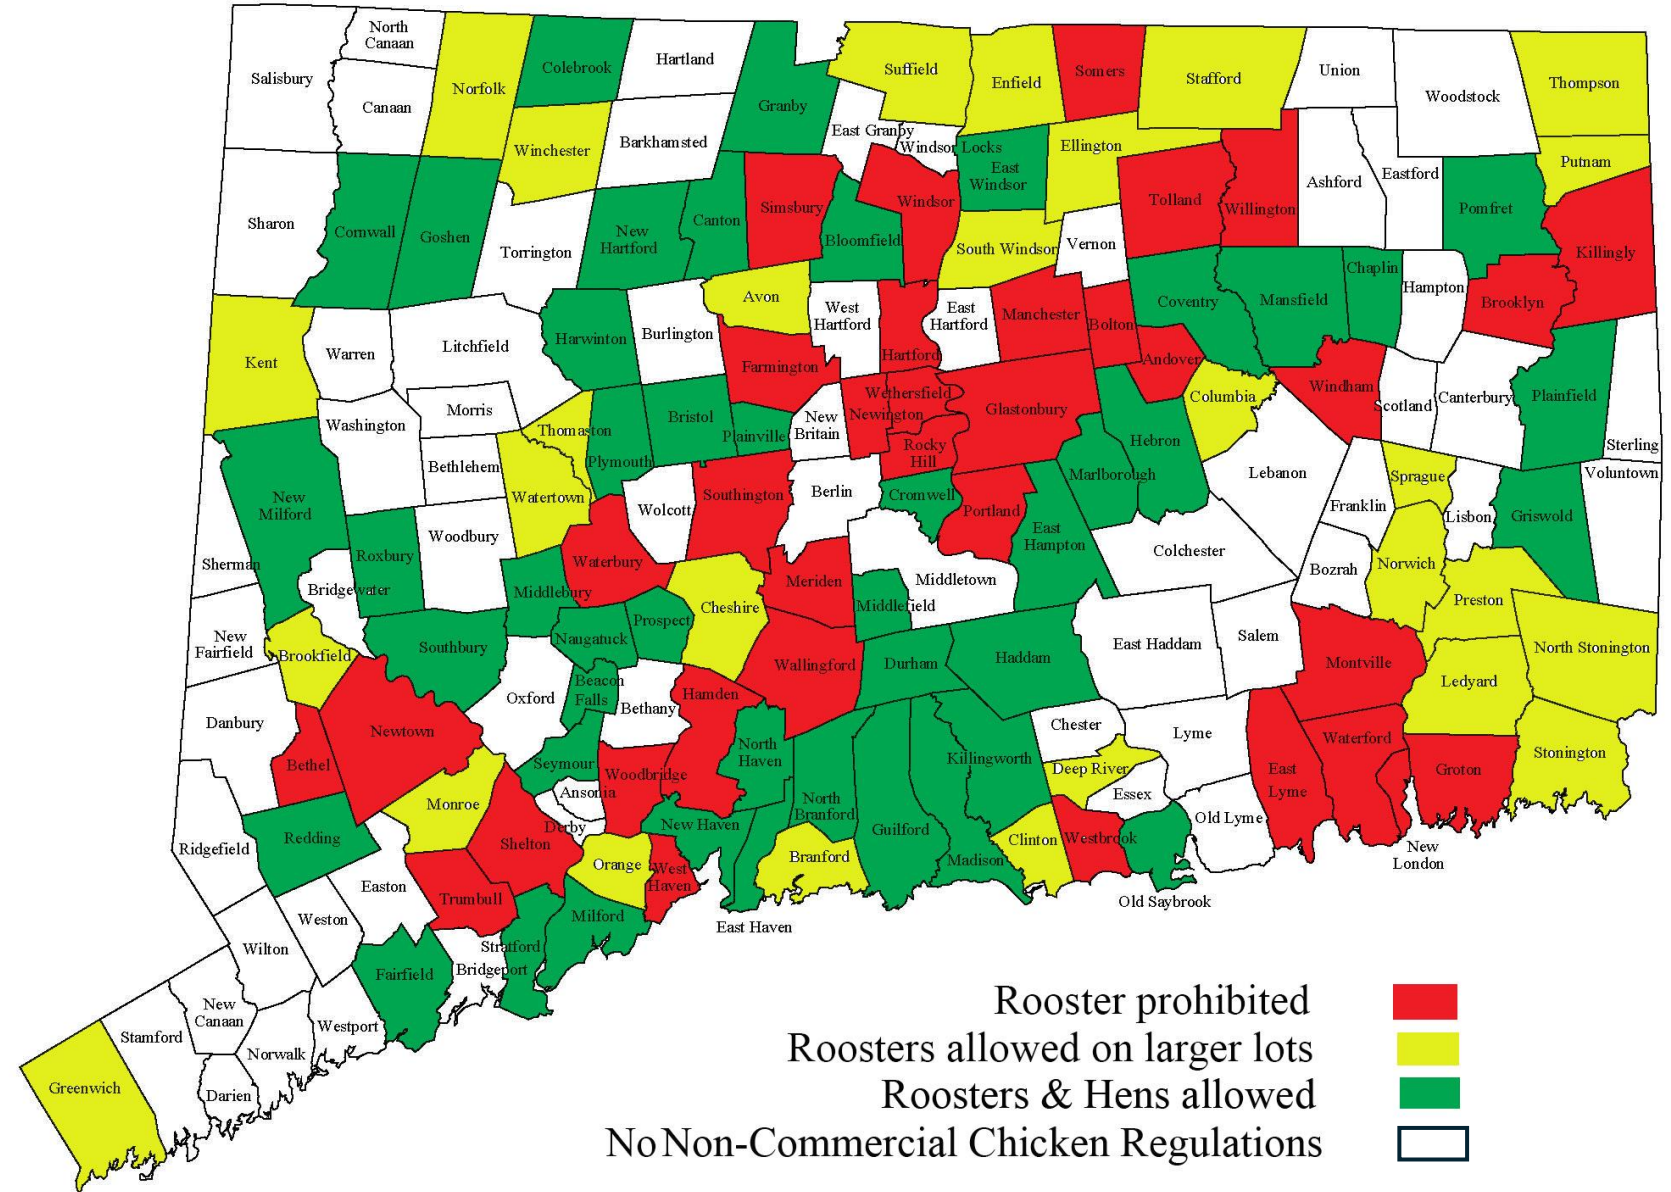 North
Canaan
Salisbury
Canaan
Norfolk
Colebrook
Hartland
Granby
Suffield
Enfield
Somers
Stafford
Union
Woodstock
Thompson
Winchester
Barkhamsted
East Granby
Windsor Locks
East
Windsor
Ellington
Ashford
Eastford
Putnam
Sharon
Cornwall
Goshen
Torrington
New
Hartford
Canton
Simsbury
Bloomfield
Windsor
South Windsor
Vernon
Tolland
Willington
Pomfret
Killingly
Kent
Warren
Litchfield
Harwinton
Burlington
Avon
West
Hartford
Hartford
East
Hartford
Manchester
Bolton
Coventry
Mansfield
Chaplin
Hampton
Brooklyn
Farmington
Wethersfield
Newington
Glastonbury
Andover
Columbia
Windham
Scotland
Canterbury
Plainfield
Sterling
Washington
Morris
Bethlehem
Thomaston
Watertown
Plymouth
Bristol
Plainville
New
Britain
Rocky
Hill
Marlborough
Hebron
Lebanon
Franklin
Sprague
Lisbon
Griswold
Voluntown
New
Milford
Sherman
Roxbury
Woodbury
Wolcott
Southington
Berlin
Cromwell
Portland
East
Hampton
Colchester
Bozrah
Norwich
Preston
North Stonington
Bridgewater
Middlebury
Waterbury
Cheshire
Meriden
Middlefield
Middletown
New
Fairfield
Brookfield
Southbury
Naugatuck
Prospect
Wallingford
Durham
Haddam
East Haddam
Salem
Montville
Ledyard
Danbury
Bethel
Newtown
Oxford
Beacon
Falls
Bethany
Hamden
North
Haven
Killingworth
Chester
Lyme
Deep River
Essex
East
Lyme
Waterford
Groton
Stonington
Ridgefield
Redding
Monroe
Seymour
Ansonia
Derby
Woodbridge
New Haven
North
Branford
Guilford
Madison
Clinton
Westbrook
Old Lyme
New
London
Old Saybrook
Easton
Trumbull
Shelton
Orange
West
Haven
Branford
East Haven
Weston
Wilton
Fairfield
Stratford
Bridgeport
Milford
New
Canaan
Stamford
Norwalk
Westport
Darien
Greenwich
Rooster prohibited
Roosters allowed on larger lots
Roosters & Hens allowed
No Non-Commercial Chicken Regulations